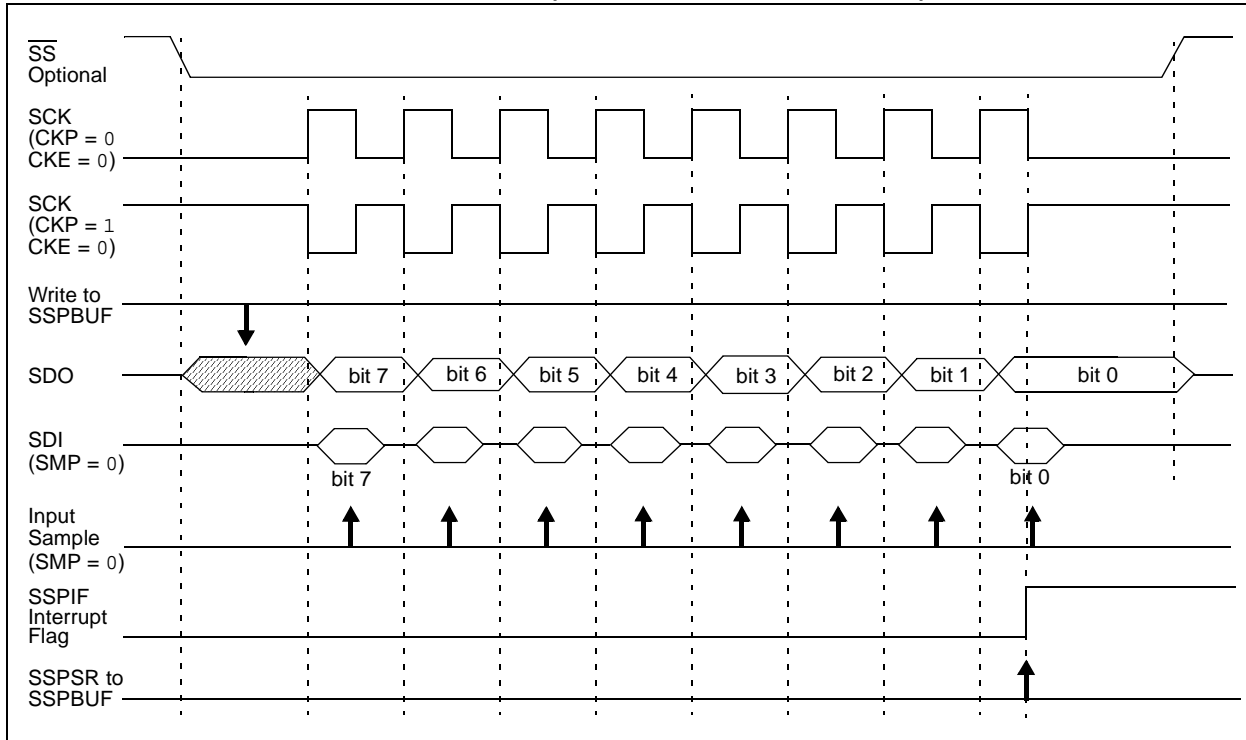 SS
Optional
SCK
(CKP = 0
CKE = 0)
SCK
(CKP = 1
CKE = 0)
Write to
SSPBUF
SDO
bit 7 bit 6 bit 5 bit 4 bit 3 bit 2 bit 1 bit 0
SDI
(SMP = 0)
bit 7 bit 0
Input
Sample
(SMP = 0)
SSPIF
Interrupt
Flag
SSPSR to
SSPBUF